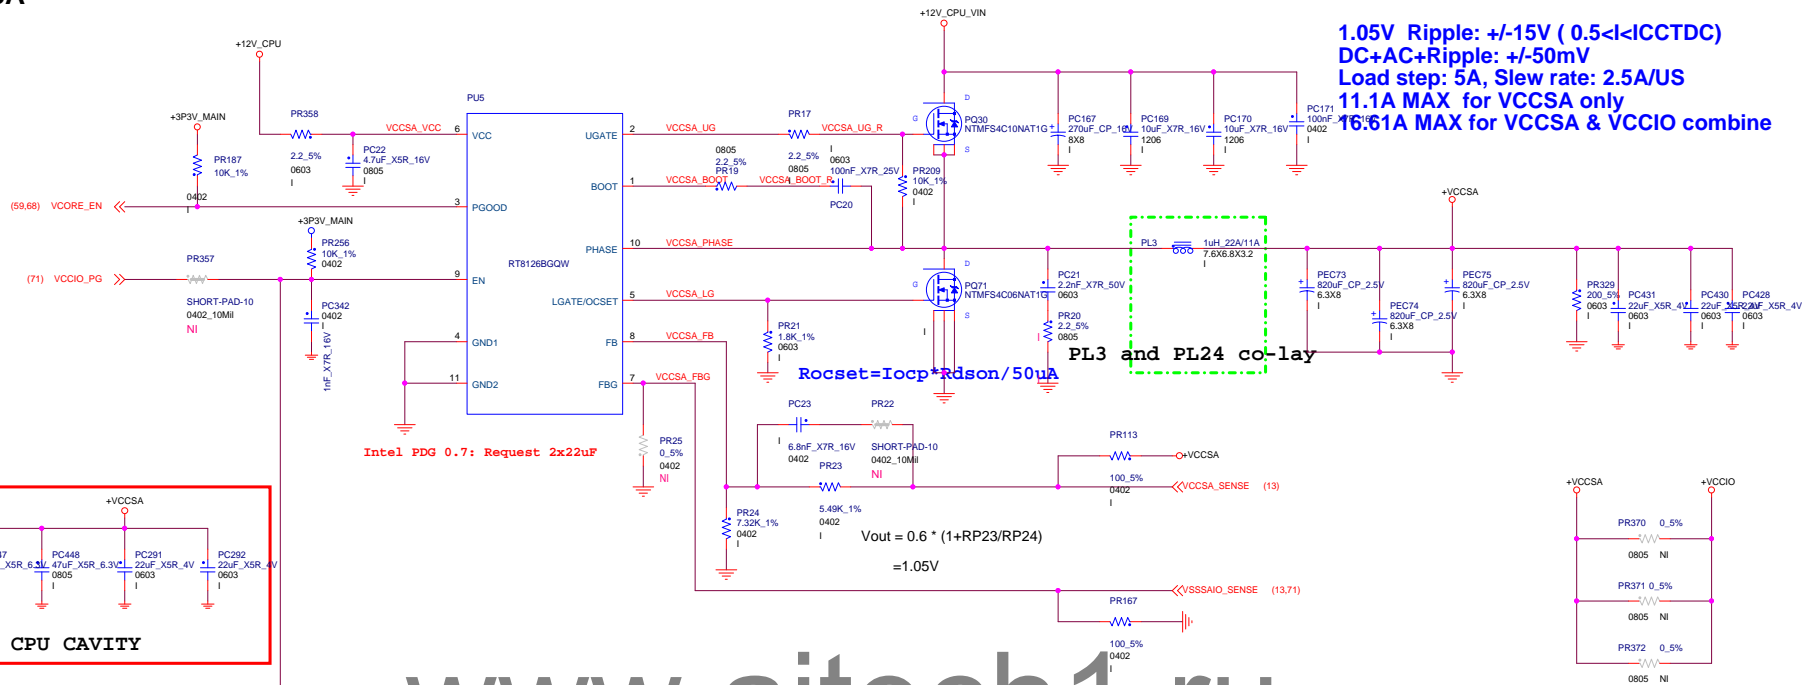 +12V_CPU_VIN
1.05V Ripple: +/-15V ( 0.5<I<ICCTDC)
DC+AC+Ripple: +/-50mV
Load step: 5A, Slew rate: 2.5A/US
11.1A MAX for VCCSA only
16.61A MAX for VCCSA & VCCIO combine
+12V_CPU
+3P3V_MAIN
PR358
2.2_5%
0603
I
PR187
10K_1%
0402
I
PC22
4.7uF_X5R_16V
0805
I
VCCSA_VCC
(59,68) VCORE_EN
(71) VCCIO_PG
PR357
SHORT-PAD-10
0402_10Mil
NI
+3P3V_MAIN
PR256
10K_1%
0402
I
PC342
0402
I
1nF_X7R_16V
PU5
6 VCC
3 PGOOD
9 EN
4 GND1
11 GND2
RT8126BGQW
UGATE 2
BOOT 1
PHASE 10
LGATE/OCSET 5
FB 8
FBG 7
VCCSA_UG
PR17
2.2_5%
0805
I
VCCSA_UG_R
0805
2.2_5%
PR19
VCCSA_BOOT
VCCSA_BOOT_R
I
0603
100nF_X7R_25V
PC20
PR209
10K_1%
0402
I
VCCSA_PHASE
VCCSA_LG
VCCSA_FB
VCCSA_FBG
D
G
S
PQ30
NTMFS4C10NAT1G
I
PC167
270uF_CP_16V
8X8
I
PC169
10uF_X7R_16V
1206
I
PC170
10uF_X7R_16V
1206
I
PC171
100nF_X7R_16V
0402
I
D
G
S
PQ71
NTMFS4C06NAT1G
I
PR21
1.8K_1%
0603
I
PC21
2.2nF_X7R_50V
0603
I
PR20
2.2_5%
0805
I
Rocset=Iocp*Rdson/50uA
PL3
1uH_22A/11A
7.6X6.8X3.2
I
PL3 and PL24 co-lay
+VCCSA
PEC73
820uF_CP_2.5V
6.3X8
I
PEC74
820uF_CP_2.5V
6.3X8
I
PEC75
820uF_CP_2.5V
6.3X8
I
PR329
200_5%
0603
I
PC431
22uF_X5R_4V
0603
I
PC430
22uF_X5R_4V
0603
I
PC428
22uF_X5R_4V
0603
I
Intel PDG 0.7: Request 2x22uF
PR25
0_5%
0402
NI
PC23
I
6.8nF_X7R_16V
0402
PR22
SHORT-PAD-10
0402_10Mil
NI
PR23
5.49K_1%
0402
I
PR24
7.32K_1%
0402
I
Vout = 0.6 * (1+RP23/RP24)
=1.05V
PR113
100_5%
0402
I
+VCCSA
VCCSA_SENSE (13)
VSSSAIO_SENSE (13,71)
PR167
100_5%
0402
I
+VCCSA
PC448
47uF_X5R_6.3V
0805
I
PC291
22uF_X5R_4V
0603
I
PC292
22uF_X5R_4V
0603
I
CPU CAVITY
+VCCSA
+VCCIO
PR370 0_5%
0805 NI
PR371 0_5%
0805 NI
PR372 0_5%
0805 NI